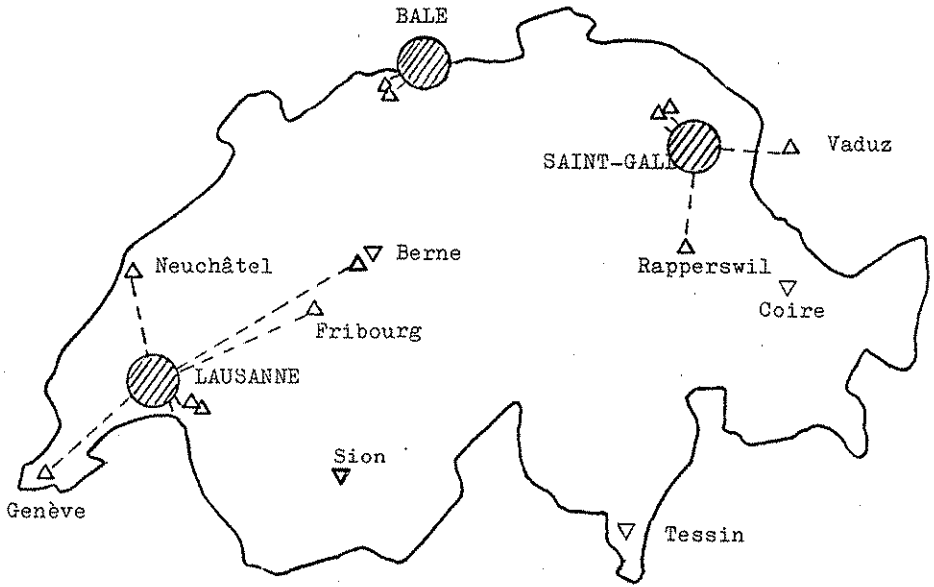 BALE
Vaduz
SAINT-GALL
Berne
Neuchâtel
Rapperswil
Coire
Fribourg
LAUSANNE
Sion
Genève
Tessin